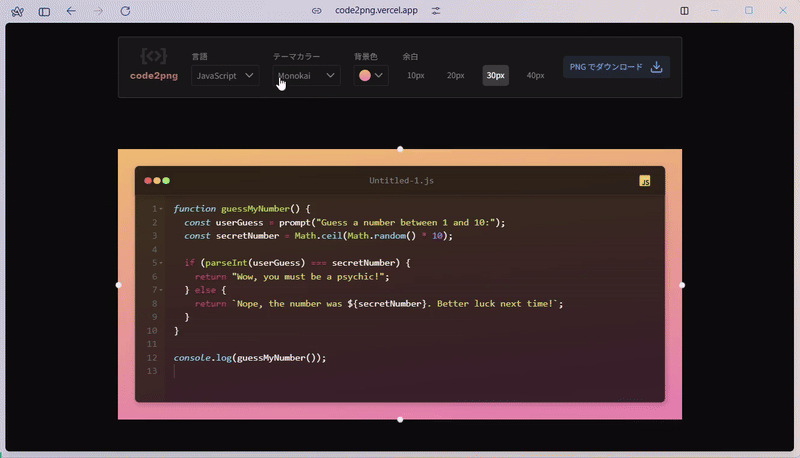 code2png.vercel.app
{<>}
code2png
言語
JavaScript
テーマカラー
Monokai
背景色
余白
10px
20px
30px
40px
PNG でダウンロード
Untitled-1.js
JS
1 function guessMyNumber() {
2   const userGuess = prompt("Guess a number between 1 and 10:");
3   const secretNumber = Math.ceil(Math.random() * 10);
4
5   if (parseInt(userGuess) === secretNumber) {
6     return "Wow, you must be a psychic!";
7   } else {
8     return `Nope, the number was ${secretNumber}. Better luck next time!`;
9   }
10 }
11
12 console.log(guessMyNumber());
13